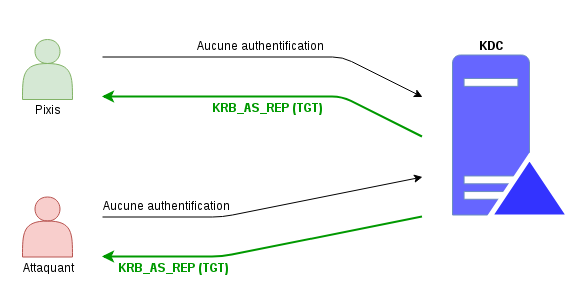 Aucune authentification
KDC
KRB_AS_REP (TGT)
Pixis
Aucune authentification
KRB_AS_REP (TGT)
Attaquant